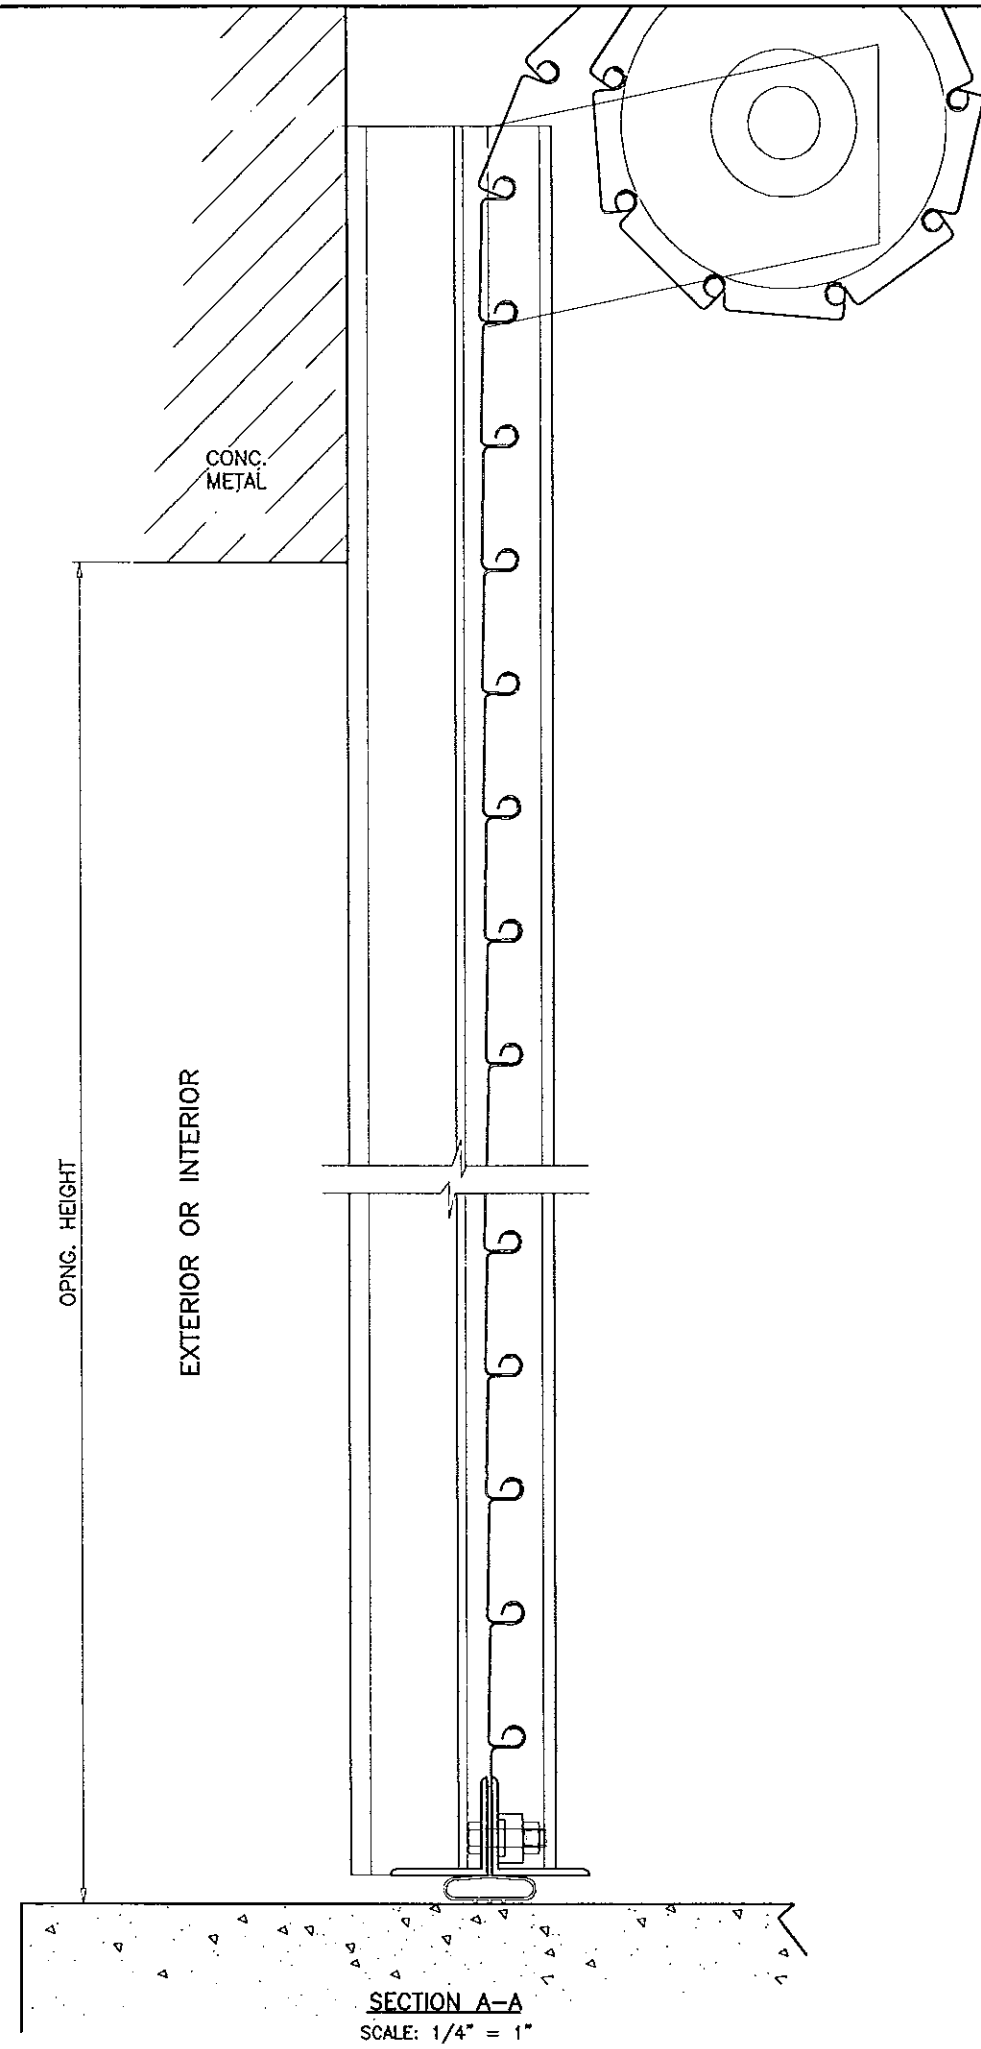 CONC.
METAL
OPNG. HEIGHT
EXTERIOR OR INTERIOR
SECTION A-A
SCALE: 1/4" = 1"